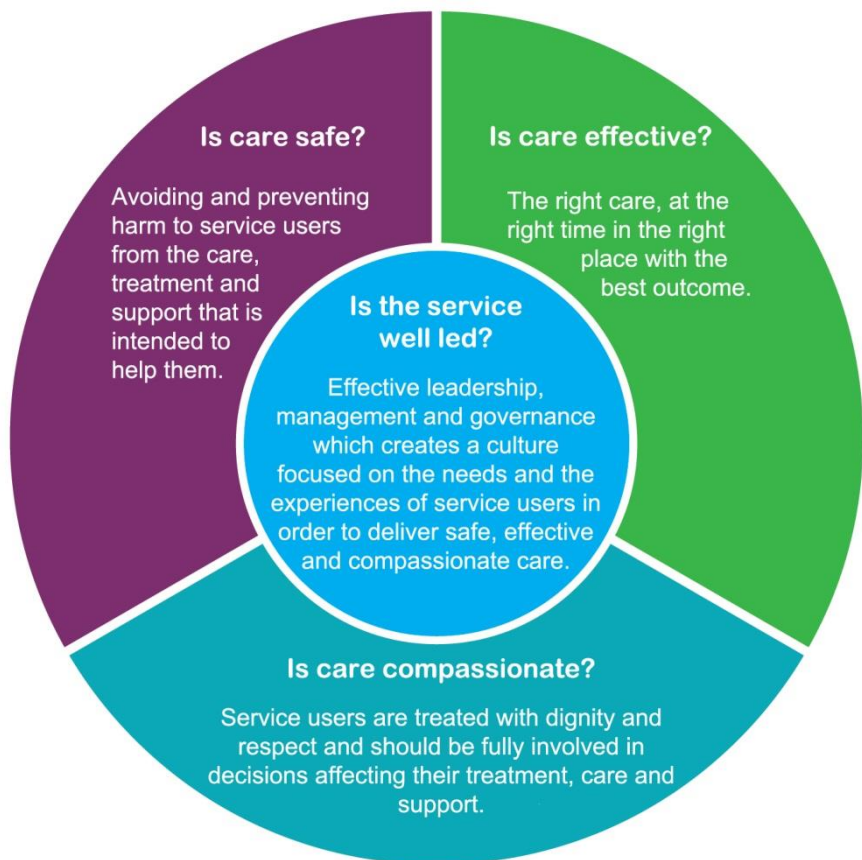 Is care safe?
Avoiding and preventing
harm to service users
from the care,
treatment and
support that is
intended to
help them.
Is care effective?
The right care, at the
right time in the right
place with the
best outcome.
Is the service
well led?
Effective leadership,
management and governance
which creates a culture
focused on the needs and the
experiences of service users in
order to deliver safe, effective
and compassionate care.
Is care compassionate?
Service users are treated with dignity and
respect and should be fully involved in
decisions affecting their treatment, care and
support.